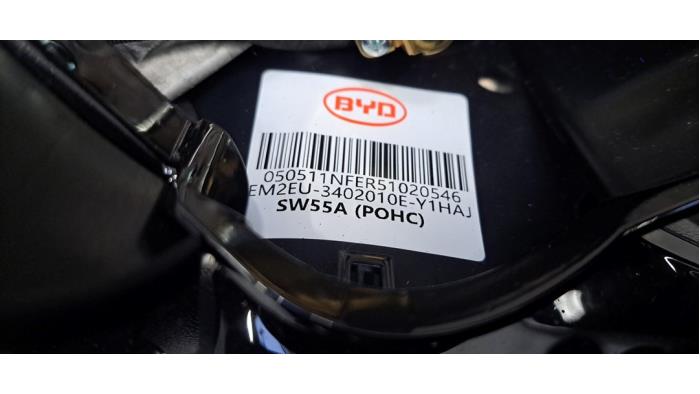 BYD
050511NFER51020546
EM2EU-3402010E-Y1HAJ
SW55A (POHC)